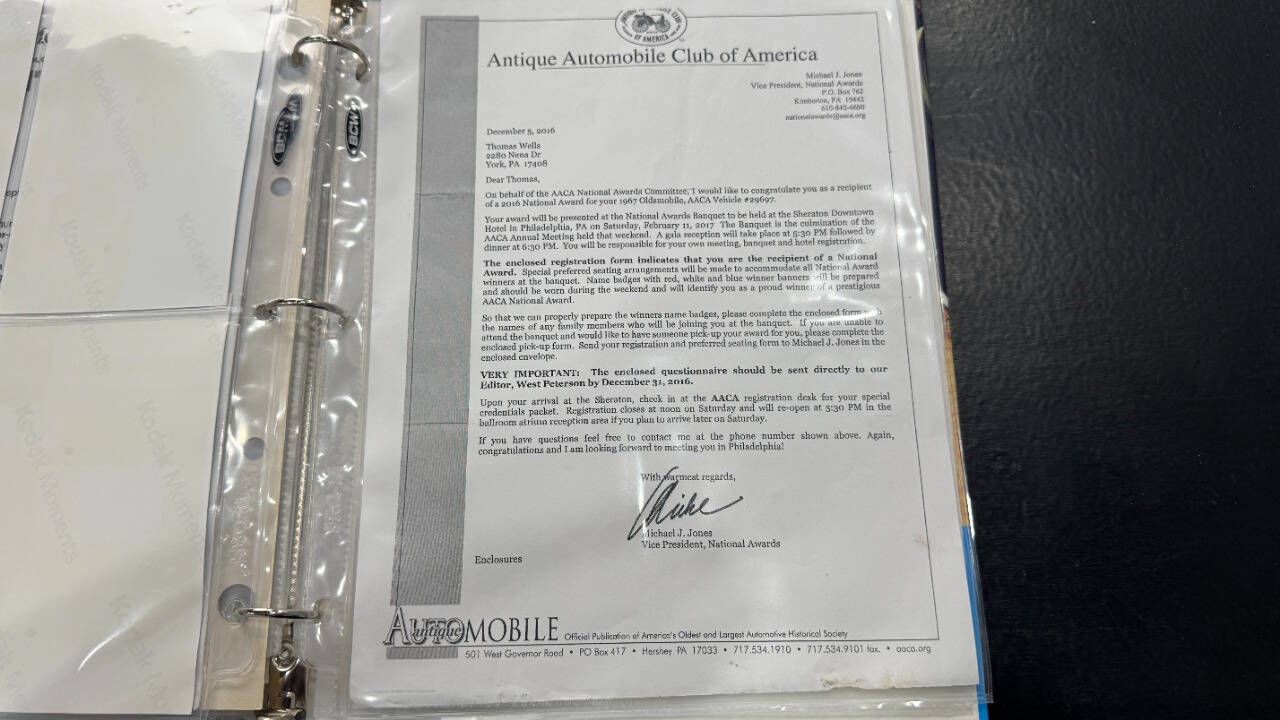 OF AMERICA
Antique Automobile Club of America
Michael J. Jones
Vice President, National Awards
P.O. Box 762
Kimberton, PA 19442
610-842-4600
nationalawards@aaca.org
December 5, 2016
Thomas Wells
2280 Nena Dr
York, PA 17408
Dear Thomas,
On behalf of the AACA National Awards Committee, I would like to congratulate you as a recipient
of a 2016 National Award for your 1967 Oldsmobile, AACA Vehicle #29697.
Your award will be presented at the National Awards Banquet to be held at the Sheraton Downtown
Hotel in Philadelphia, PA on Saturday, February 11, 2017 The Banquet is the culmination of the
AACA Annual Meeting held that weekend. A gala reception will take place at 5:30 PM followed by
dinner at 6:30 PM. You will be responsible for your own meeting, banquet and hotel registration.
The enclosed registration form indicates that you are the recipient of a National
Award. Special preferred seating arrangements will be made to accommodate all National Award
winners at the banquet. Name badges with red, white and blue winner banners will be prepared
and should be worn during the weekend and will identify you as a proud winner of a prestigious
AACA National Award.
So that we can properly prepare the winners name badges, please complete the enclosed form with
the names of any family members who will be joining you at the banquet. If you are unable to
attend the banquet and would like to have someone pick-up your award for you, please complete the
enclosed pick-up form. Send your registration and preferred seating form to Michael J. Jones in the
enclosed envelope.
VERY IMPORTANT: The enclosed questionnaire should be sent directly to our
Editor, West Peterson by December 31, 2016.
Upon your arrival at the Sheraton, check in at the AACA registration desk for your special
credentials packet. Registration closes at noon on Saturday and will re-open at 5:30 PM in the
ballroom atrium reception area if you plan to arrive later on Saturday.
If you have questions feel free to contact me at the phone number shown above. Again,
congratulations and I am looking forward to meeting you in Philadelphia!
With warmest regards,
Mike
Michael J. Jones
Vice President, National Awards
Enclosures
antique AUTOMOBILE Official Publication of America's Oldest and Largest Automotive Historical Society
501 West Governor Road • PO Box 417 • Hershey PA 17033 • 717.534.1910 • 717.534.9101 fax. • aaca.org
BCW
BCW
Kodak Moments
Kodak Moments
Kodak Moments
Kodak Moments